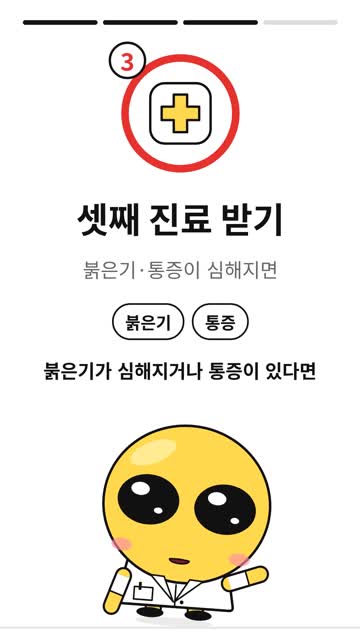 3
셋째 진료 받기
붉은기·통증이 심해지면
붉은기 통증
붉은기가 심해지거나 통증이 있다면